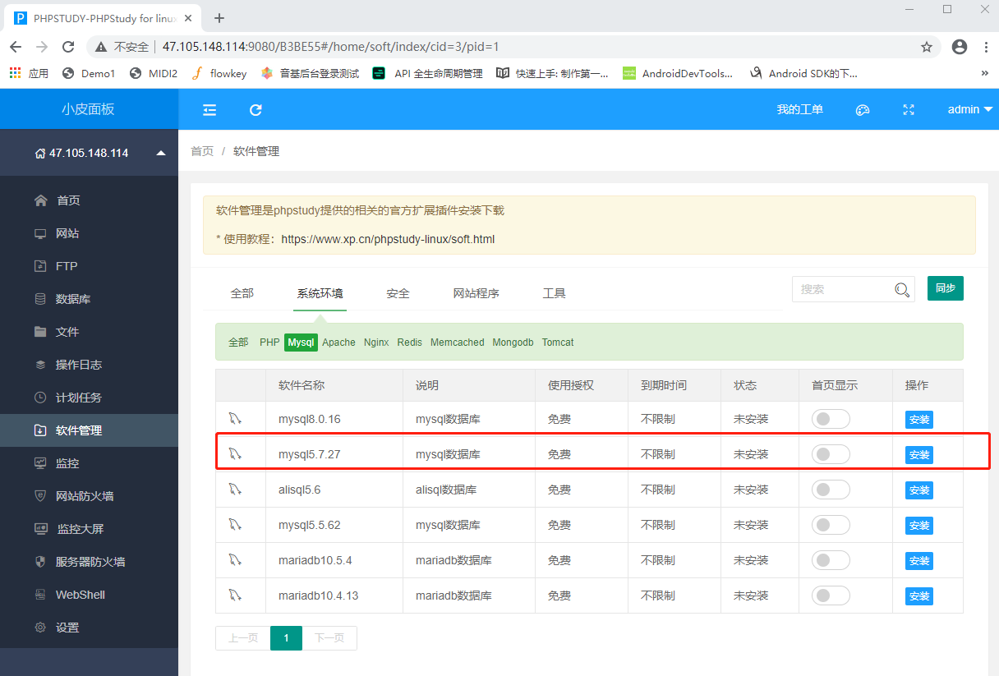 PHPSTUDY-PHPStudy for linu
不安全 47.105.148.114:9080/B3BE55#/home/soft/index/cid=3/pid=1
应用 Demo1 MIDI2 flowkey 音基后台登录测试 API 全生命周期管理 快速上手: 制作第一... AndroidDevTools... Android SDK的下... »
小皮面板 我的工单 admin
47.105.148.114
首页 / 软件管理
首页
网站
FTP
数据库
文件
操作日志
计划任务
软件管理
监控
网站防火墙
监控大屏
服务器防火墙
WebShell
设置
软件管理是phpstudy提供的相关的官方扩展插件安装下载
* 使用教程：https://www.xp.cn/phpstudy-linux/soft.html
全部 系统环境 安全 网站程序 工具 搜索 同步
全部 PHP Mysql Apache Nginx Redis Memcached Mongodb Tomcat
软件名称 说明 使用授权 到期时间 状态 首页显示 操作
mysql8.0.16 mysql数据库 免费 不限制 未安装 安装
mysql5.7.27 mysql数据库 免费 不限制 未安装 安装
alisql5.6 alisql数据库 免费 不限制 未安装 安装
mysql5.5.62 mysql数据库 免费 不限制 未安装 安装
mariadb10.5.4 mariadb数据库 免费 不限制 未安装 安装
mariadb10.4.13 mariadb数据库 免费 不限制 未安装 安装
上一页 1 下一页